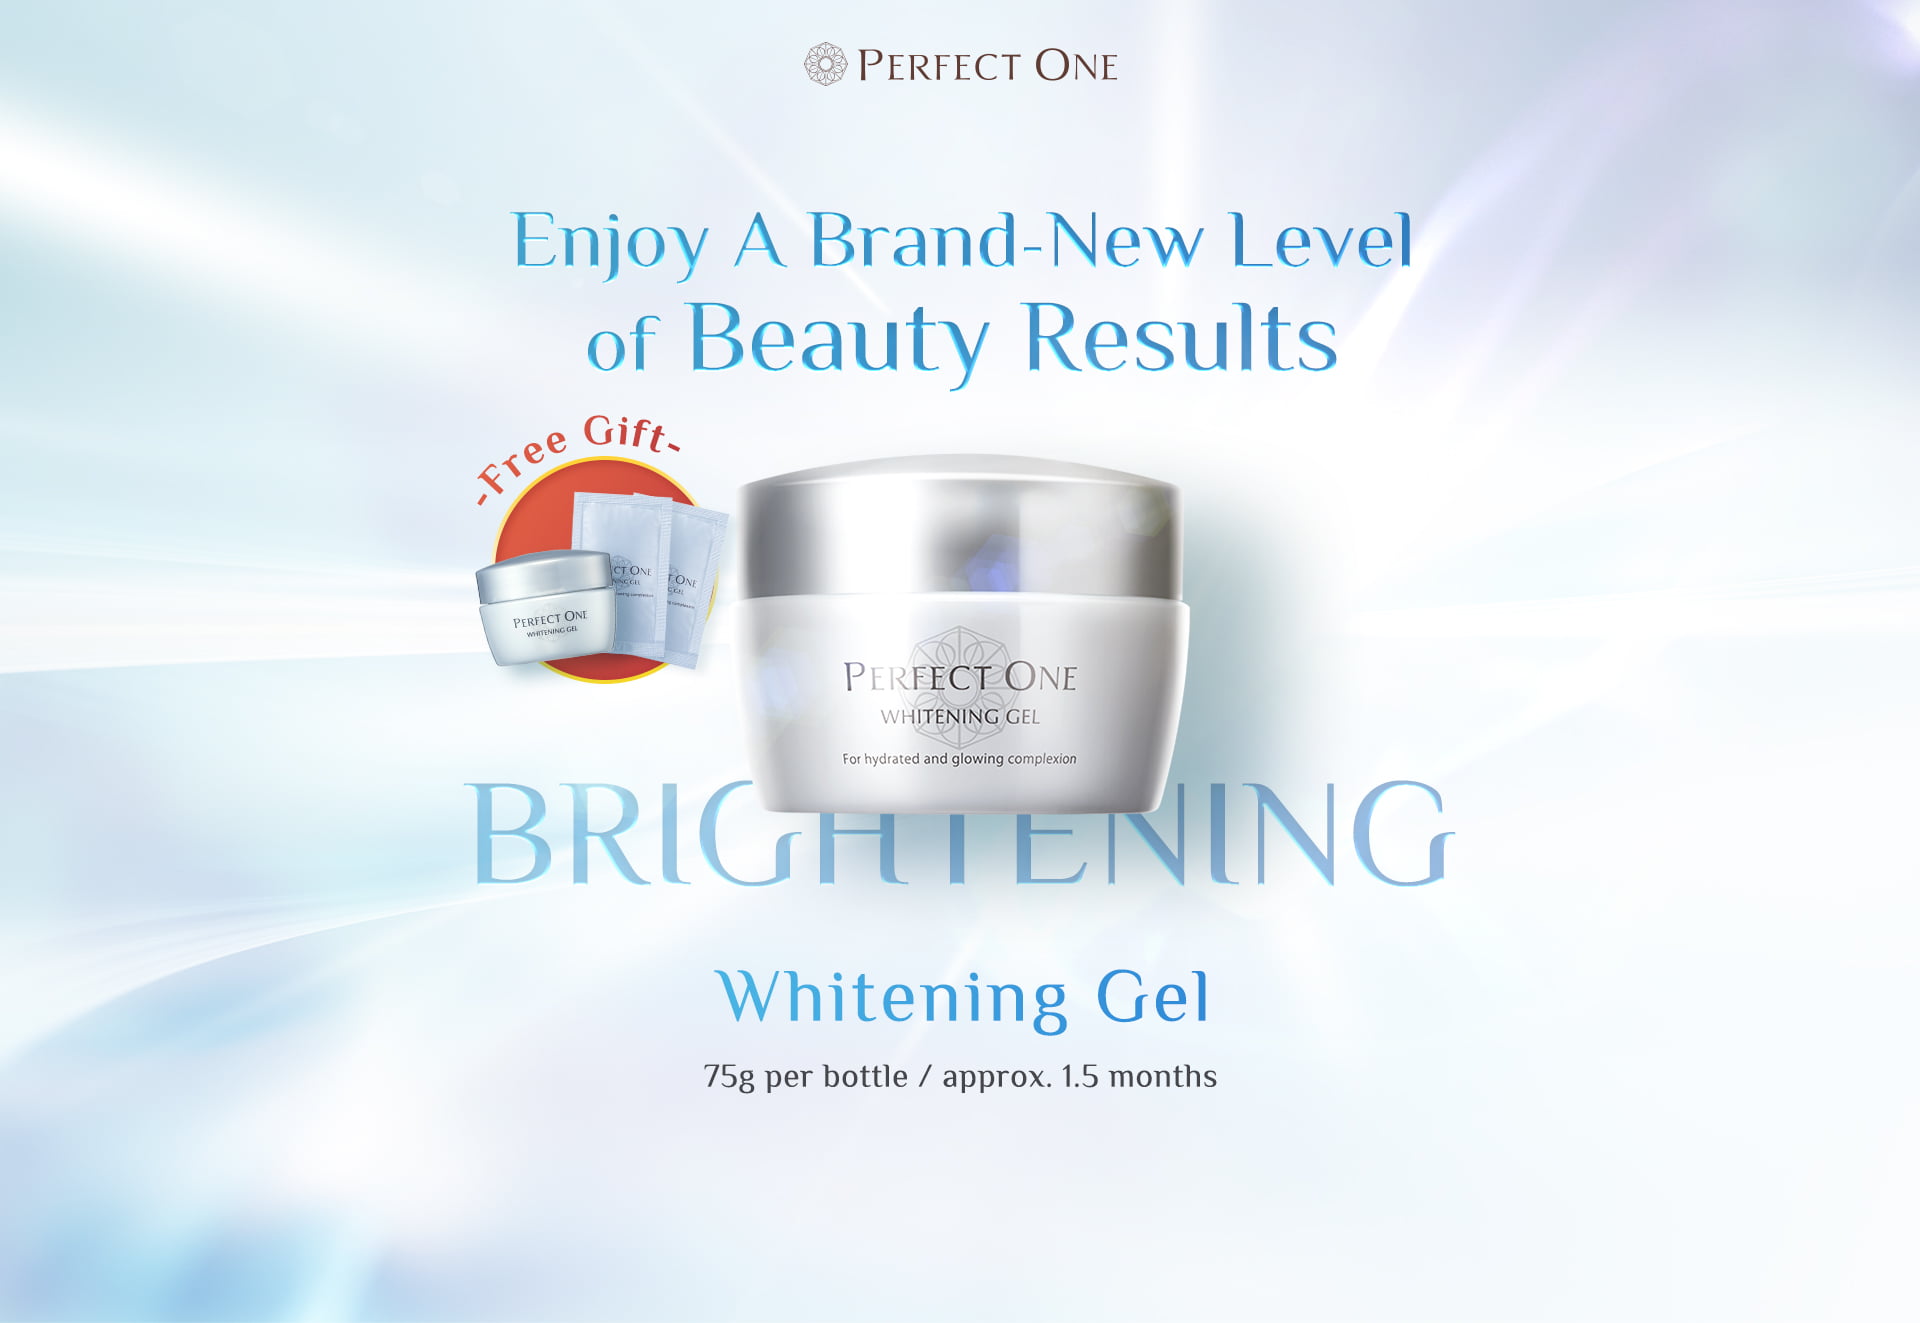 PERFECT ONE
Enjoy A Brand-New Level
of Beauty Results
-Free Gift-
PERFECT ONE
WHITENING GEL
PERFECT ONE
WHITENING GEL
For hydrated and glowing complexion
BRIGHTENING
Whitening Gel
75g per bottle / approx. 1.5 months